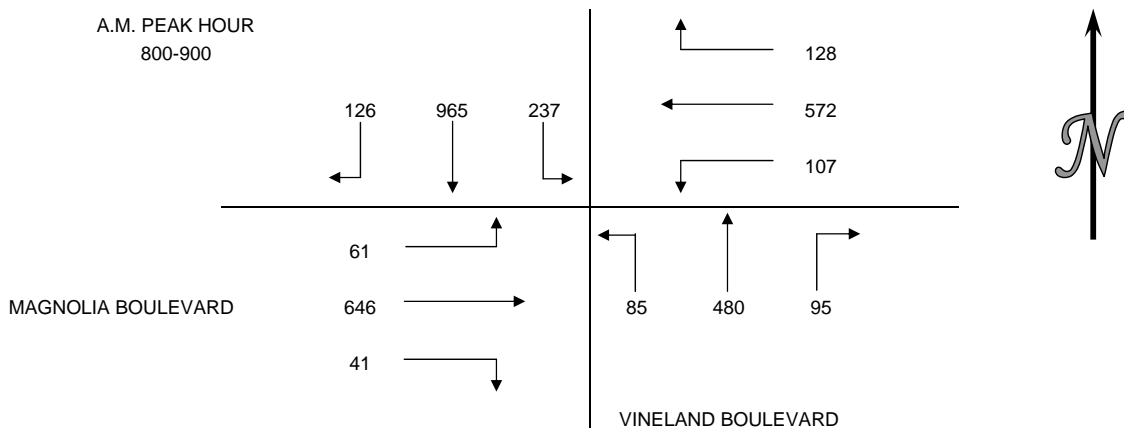 A.M. PEAK HOUR
800-900
128
126 965 237 572
107
61
MAGNOLIA BOULEVARD 646 85 480 95
41
VINELAND BOULEVARD
N